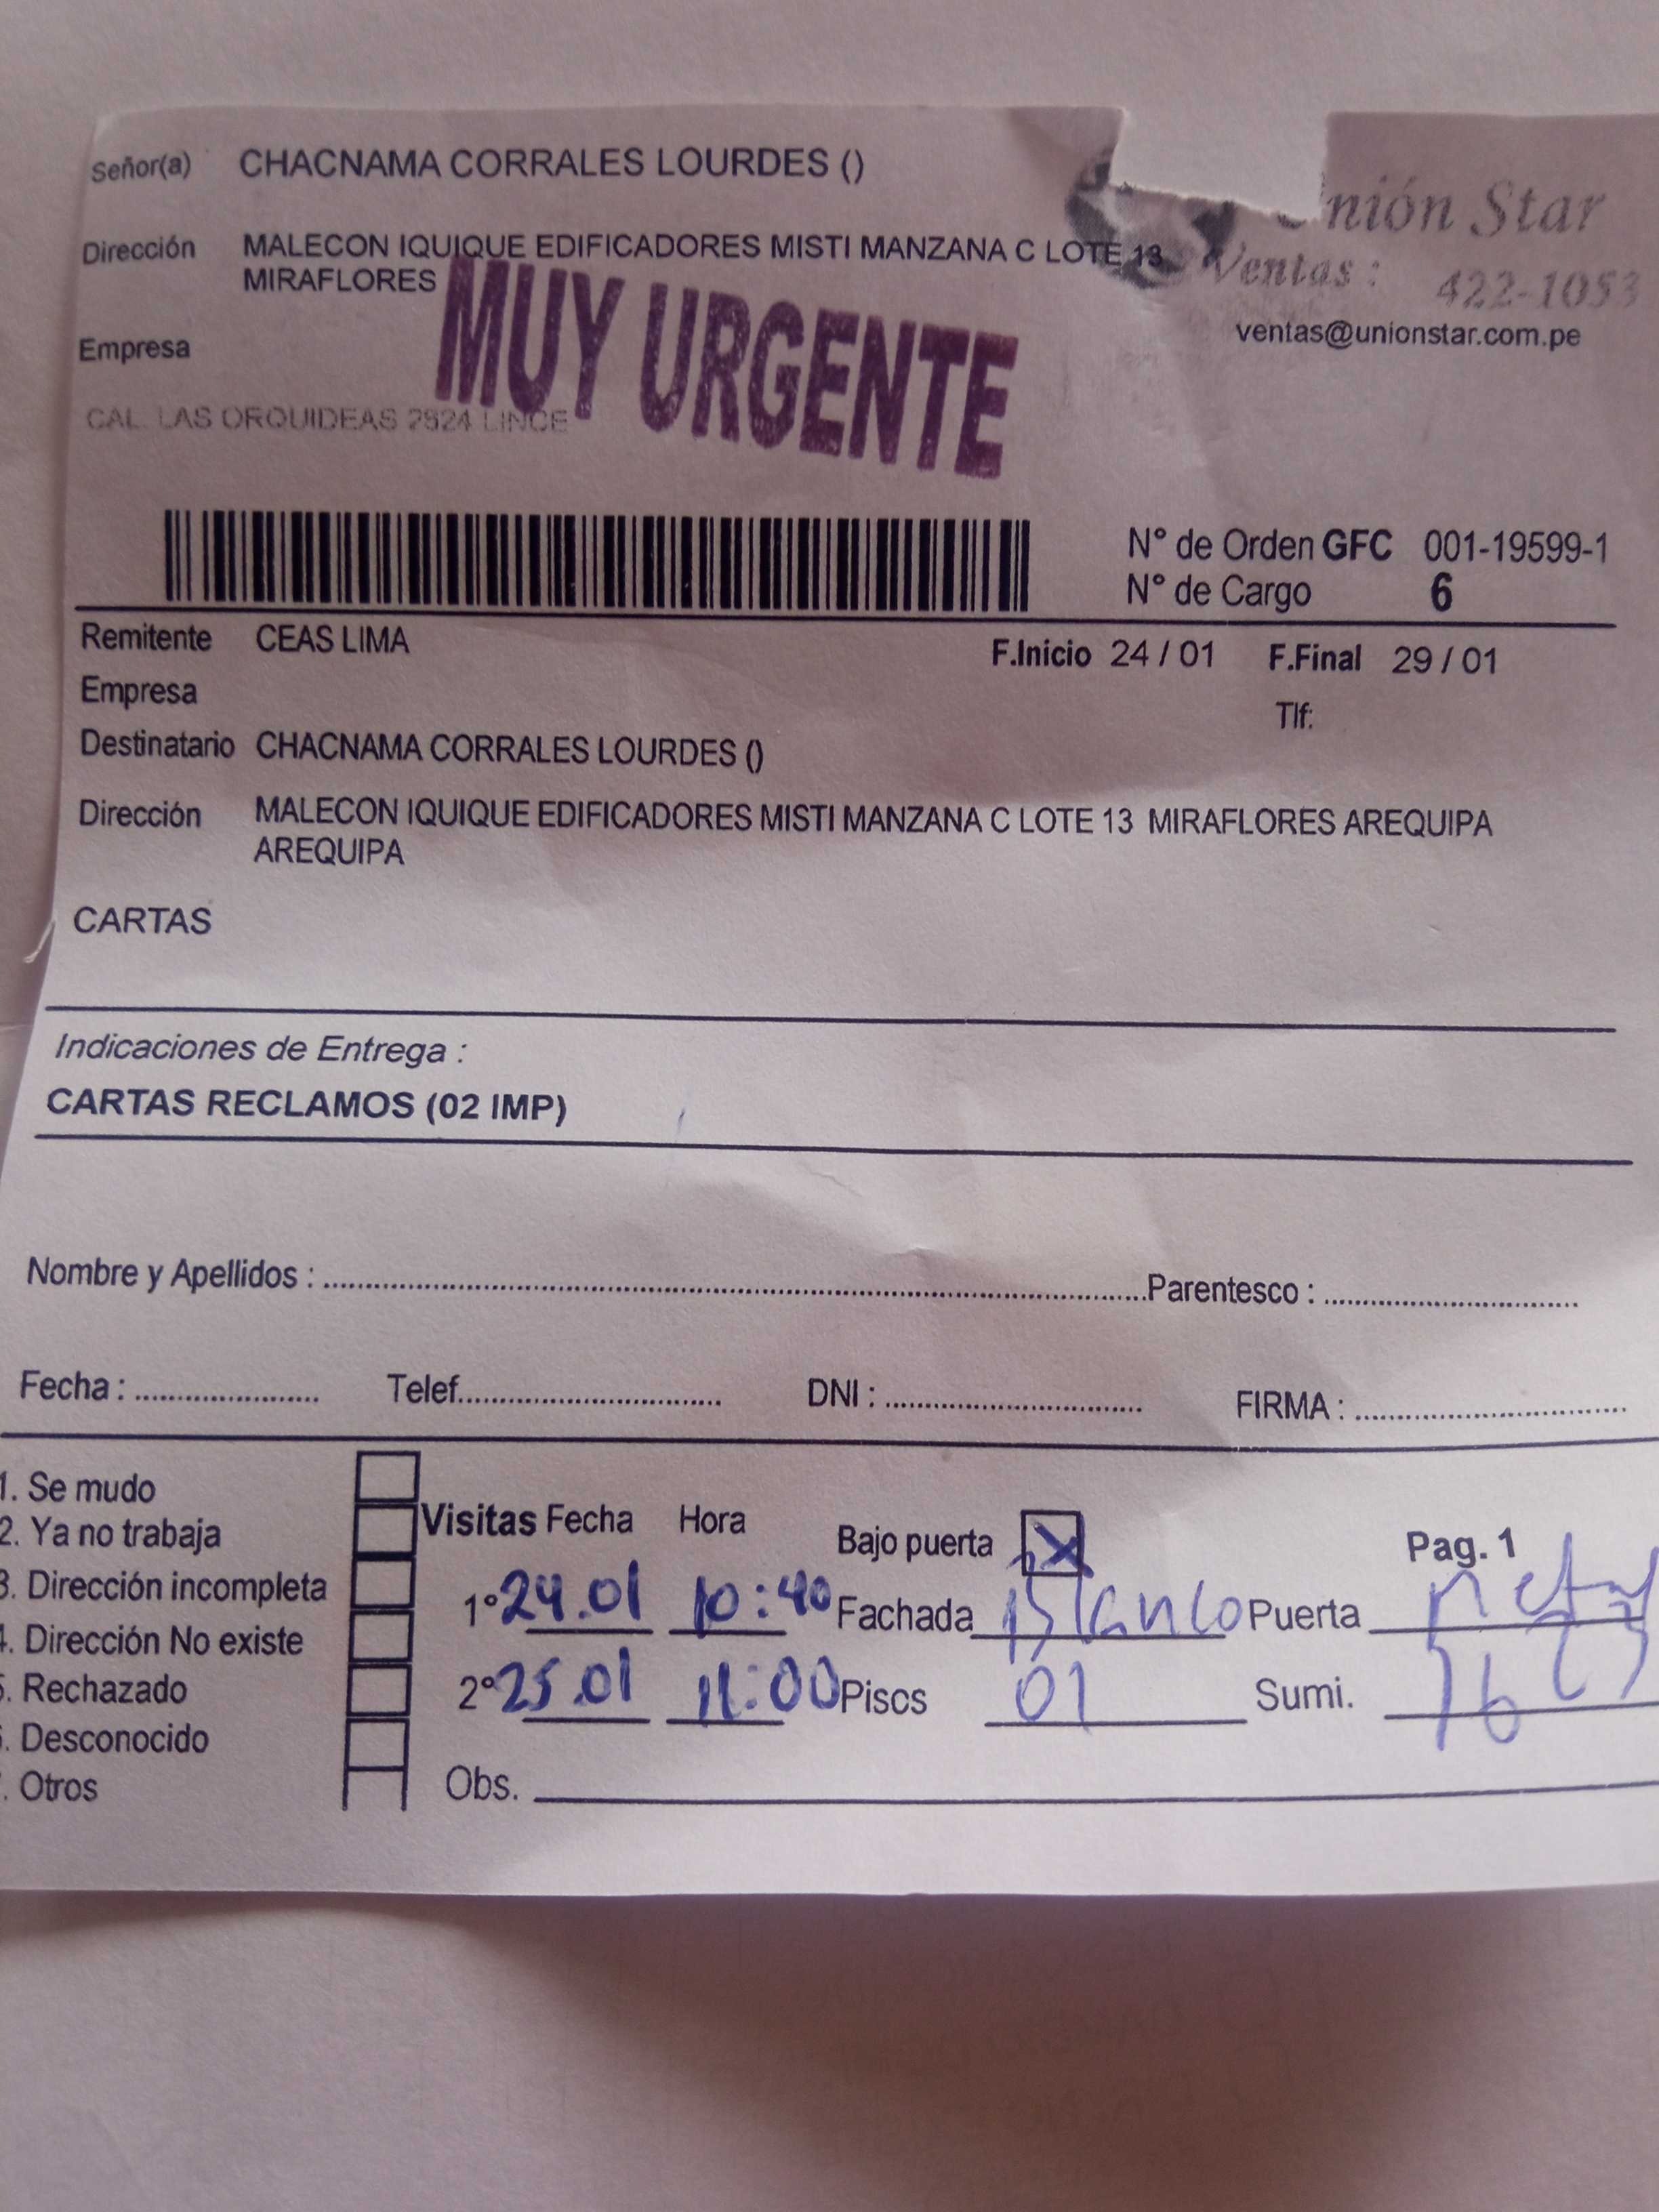 Señor(a) CHACNAMA CORRALES LOURDES ()
Unión Star
Dirección MALECON IQUIQUE EDIFICADORES MISTI MANZANA C LOTE 13
MIRAFLORES
Ventas : 422-1053
ventas@unionstar.com.pe
Empresa
MUY URGENTE
CAL. LAS ORQUIDEAS 2624 LINCE
N° de Orden GFC 001-19599-1
N° de Cargo 6
Remitente CEAS LIMA F.Inicio 24 / 01 F.Final 29 / 01
Empresa
Tlf:
Destinatario CHACNAMA CORRALES LOURDES ()
Dirección MALECON IQUIQUE EDIFICADORES MISTI MANZANA C LOTE 13 MIRAFLORES AREQUIPA
AREQUIPA
CARTAS
Indicaciones de Entrega :
CARTAS RECLAMOS (02 IMP)
Nombre y Apellidos : Parentesco :
Fecha : Telef. DNI : FIRMA :
1. Se mudo
2. Ya no trabaja
3. Dirección incompleta
4. Dirección No existe
5. Rechazado
6. Desconocido
. Otros
Visitas Fecha Hora Bajo puerta X Pag. 1
1° 24.01 10:40 Fachada Blanco Puerta
2° 25.01 11:00 Pisos 01 Sumi.
Obs.